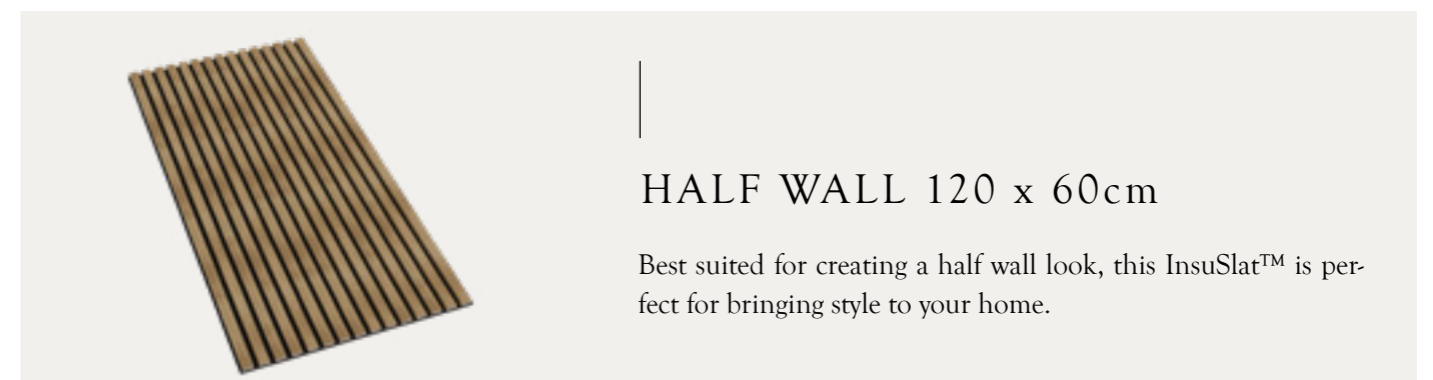 HALF WALL 120 x 60cm
Best suited for creating a half wall look, this InsuSlat™ is per-
fect for bringing style to your home.